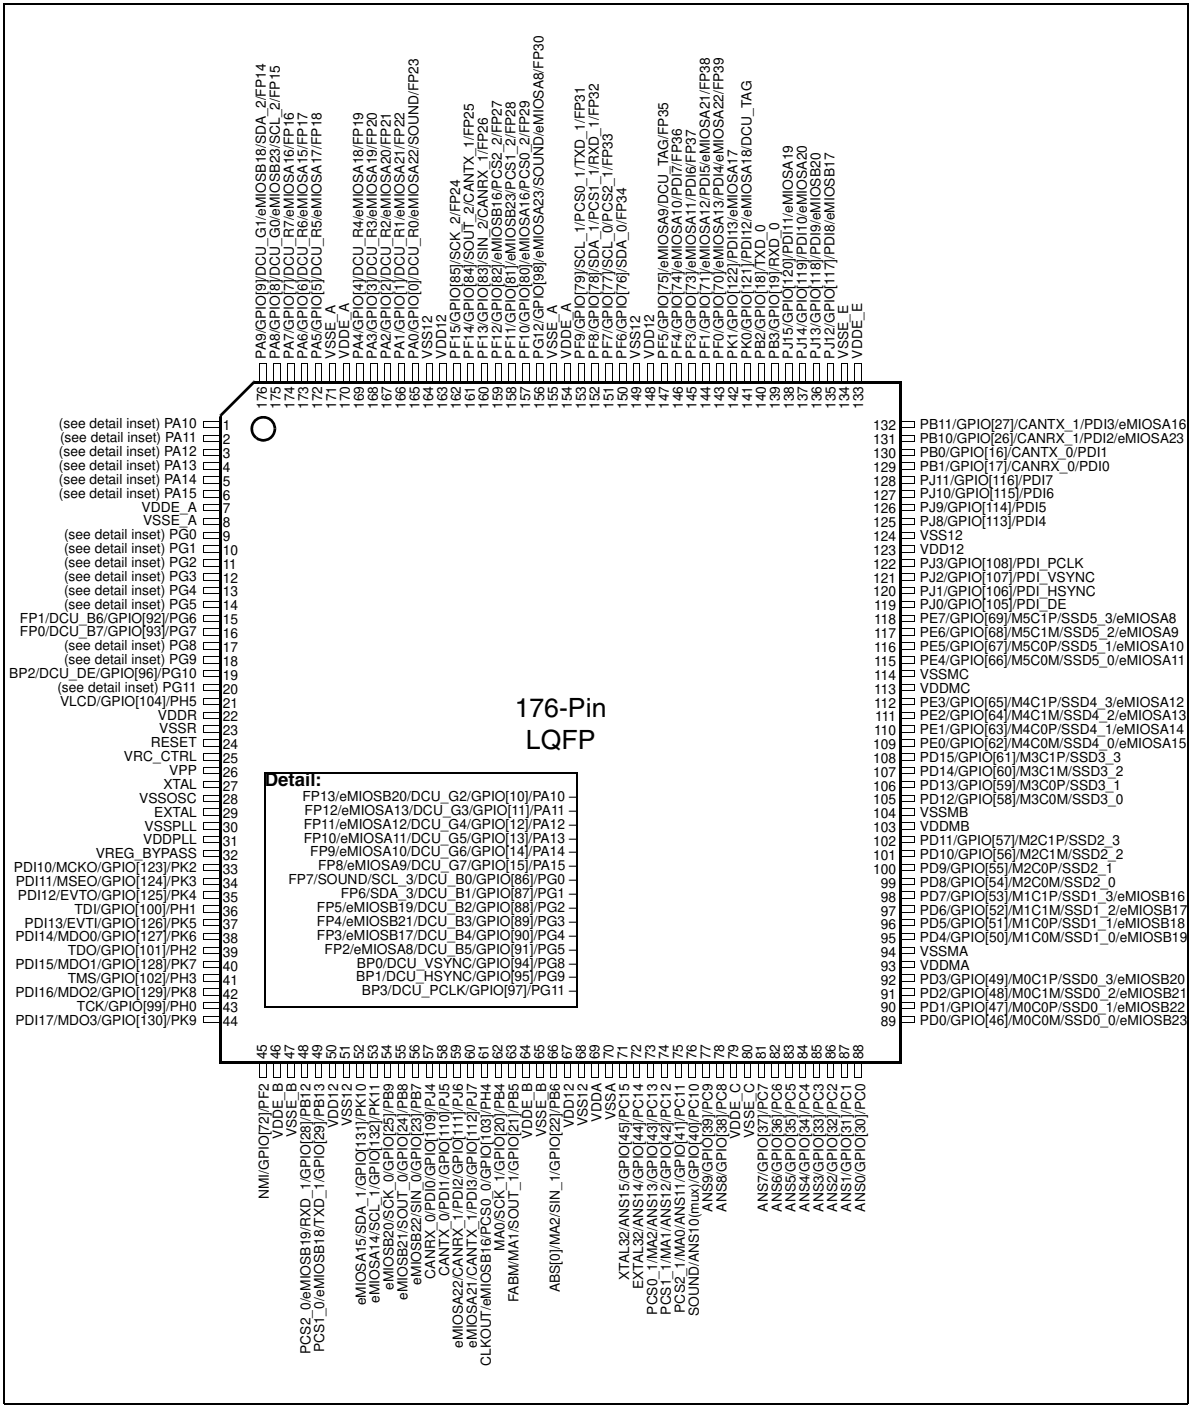 PA9/GPIO[9]/DCU_G1/eMIOSB18/SDA_2/FP14
PA8/GPIO[8]/DCU_G0/eMIOSB23/SCL_2/FP15
PA7/GPIO[7]/DCU_R7/eMIOSA16/FP16
PA6/GPIO[6]/DCU_R6/eMIOSA15/FP17
PA5/GPIO[5]/DCU_R5/eMIOSA17/FP18
VSSE_A
VDDE_A
PA4/GPIO[4]/DCU_R4/eMIOSA18/FP19
PA3/GPIO[3]/DCU_R3/eMIOSA19/FP20
PA2/GPIO[2]/DCU_R2/eMIOSA20/FP21
PA1/GPIO[1]/DCU_R1/eMIOSA21/FP22
PA0/GPIO[0]/DCU_R0/eMIOSA22/SOUND/FP23
VSS12
VDD12
PF15/GPIO[85]/SCK_2/FP24
PF14/GPIO[84]/SOUT_2/CANTX_1/FP25
PF13/GPIO[83]/SIN_2/CANRX_1/FP26
PF12/GPIO[82]/eMIOSB16/PCS2_2/FP27
PF11/GPIO[81]/eMIOSB23/PCS1_2/FP28
PF10/GPIO[80]/eMIOSA16/PCS0_2/FP29
PG12/GPIO[98]/eMIOSA23/SOUND/eMIOSA8/FP30
VSSE_A
VDDE_A
PF9/GPIO[79]/SCL_1/PCS0_1/TXD_1/FP31
PF8/GPIO[78]/SDA_1/PCS1_1/RXD_1/FP32
PF7/GPIO[77]/SCL_0/PCS2_1/FP33
PF6/GPIO[76]/SDA_0/FP34
VSS12
VDD12
PF5/GPIO[75]/eMIOSA9/DCU_TAG/FP35
PF4/GPIO[74]/eMIOSA10/PDI7/FP36
PF3/GPIO[73]/eMIOSA11/PDI6/FP37
PF1/GPIO[71]/eMIOSA12/PDI5/eMIOSA21/FP38
PF0/GPIO[70]/eMIOSA13/PDI4/eMIOSA22/FP39
PK1/GPIO[122]/PDI13/eMIOSA17
PK0/GPIO[121]/PDI12/eMIOSA18/DCU_TAG
PB2/GPIO[18]/TXD_0
PB3/GPIO[19]/RXD_0
PJ15/GPIO[120]/PDI11/eMIOSA19
PJ14/GPIO[119]/PDI10/eMIOSA20
PJ13/GPIO[118]/PDI9/eMIOSB20
PJ12/GPIO[117]/PDI8/eMIOSB17
VSSE_E
VDDE_E
176 175 174 173 172 171 170 169 168 167 166 165 164 163 162 161 160 159 158 157 156 155 154 153 152 151 150 149 148 147 146 145 144 143 142 141 140 139 138 137 136 135 134 133
(see detail inset) PA10 1
(see detail inset) PA11 2
(see detail inset) PA12 3
(see detail inset) PA13 4
(see detail inset) PA14 5
(see detail inset) PA15 6
VDDE_A 7
VSSE_A 8
(see detail inset) PG0 9
(see detail inset) PG1 10
(see detail inset) PG2 11
(see detail inset) PG3 12
(see detail inset) PG4 13
(see detail inset) PG5 14
FP1/DCU_B6/GPIO[92]/PG6 15
FP0/DCU_B7/GPIO[93]/PG7 16
(see detail inset) PG8 17
(see detail inset) PG9 18
BP2/DCU_DE/GPIO[96]/PG10 19
(see detail inset) PG11 20
VLCD/GPIO[104]/PH5 21
VDDR 22
VSSR 23
RESET 24
VRC_CTRL 25
VPP 26
XTAL 27
VSSOSC 28
EXTAL 29
VSSPLL 30
VDDPLL 31
VREG_BYPASS 32
PDI10/MCKO/GPIO[123]/PK2 33
PDI11/MSEO/GPIO[124]/PK3 34
PDI12/EVTO/GPIO[125]/PK4 35
TDI/GPIO[100]/PH1 36
PDI13/EVTI/GPIO[126]/PK5 37
PDI14/MDO0/GPIO[127]/PK6 38
TDO/GPIO[101]/PH2 39
PDI15/MDO1/GPIO[128]/PK7 40
TMS/GPIO[102]/PH3 41
PDI16/MDO2/GPIO[129]/PK8 42
TCK/GPIO[99]/PH0 43
PDI17/MDO3/GPIO[130]/PK9 44
176-Pin
LQFP
Detail:
FP13/eMIOSB20/DCU_G2/GPIO[10]/PA10
FP12/eMIOSA13/DCU_G3/GPIO[11]/PA11
FP11/eMIOSA12/DCU_G4/GPIO[12]/PA12
FP10/eMIOSA11/DCU_G5/GPIO[13]/PA13
FP9/eMIOSA10/DCU_G6/GPIO[14]/PA14
FP8/eMIOSA9/DCU_G7/GPIO[15]/PA15
FP7/SOUND/SCL_3/DCU_B0/GPIO[86]/PG0
FP6/SDA_3/DCU_B1/GPIO[87]/PG1
FP5/eMIOSB19/DCU_B2/GPIO[88]/PG2
FP4/eMIOSB21/DCU_B3/GPIO[89]/PG3
FP3/eMIOSB17/DCU_B4/GPIO[90]/PG4
FP2/eMIOSA8/DCU_B5/GPIO[91]/PG5
BP0/DCU_VSYNC/GPIO[94]/PG8
BP1/DCU_HSYNC/GPIO[95]/PG9
BP3/DCU_PCLK/GPIO[97]/PG11
132 PB11/GPIO[27]/CANTX_1/PDI3/eMIOSA16
131 PB10/GPIO[26]/CANRX_1/PDI2/eMIOSA23
130 PB0/GPIO[16]/CANTX_0/PDI1
129 PB1/GPIO[17]/CANRX_0/PDI0
128 PJ11/GPIO[116]/PDI7
127 PJ10/GPIO[115]/PDI6
126 PJ9/GPIO[114]/PDI5
125 PJ8/GPIO[113]/PDI4
124 VSS12
123 VDD12
122 PJ3/GPIO[108]/PDI_PCLK
121 PJ2/GPIO[107]/PDI_VSYNC
120 PJ1/GPIO[106]/PDI_HSYNC
119 PJ0/GPIO[105]/PDI_DE
118 PE7/GPIO[69]/M5C1P/SSD5_3/eMIOSA8
117 PE6/GPIO[68]/M5C1M/SSD5_2/eMIOSA9
116 PE5/GPIO[67]/M5C0P/SSD5_1/eMIOSA10
115 PE4/GPIO[66]/M5C0M/SSD5_0/eMIOSA11
114 VSSMC
113 VDDMC
112 PE3/GPIO[65]/M4C1P/SSD4_3/eMIOSA12
111 PE2/GPIO[64]/M4C1M/SSD4_2/eMIOSA13
110 PE1/GPIO[63]/M4C0P/SSD4_1/eMIOSA14
109 PE0/GPIO[62]/M4C0M/SSD4_0/eMIOSA15
108 PD15/GPIO[61]/M3C1P/SSD3_3
107 PD14/GPIO[60]/M3C1M/SSD3_2
106 PD13/GPIO[59]/M3C0P/SSD3_1
105 PD12/GPIO[58]/M3C0M/SSD3_0
104 VSSMB
103 VDDMB
102 PD11/GPIO[57]/M2C1P/SSD2_3
101 PD10/GPIO[56]/M2C1M/SSD2_2
100 PD9/GPIO[55]/M2C0P/SSD2_1
99 PD8/GPIO[54]/M2C0M/SSD2_0
98 PD7/GPIO[53]/M1C1P/SSD1_3/eMIOSB16
97 PD6/GPIO[52]/M1C1M/SSD1_2/eMIOSB17
96 PD5/GPIO[51]/M1C0P/SSD1_1/eMIOSB18
95 PD4/GPIO[50]/M1C0M/SSD1_0/eMIOSB19
94 VSSMA
93 VDDMA
92 PD3/GPIO[49]/M0C1P/SSD0_3/eMIOSB20
91 PD2/GPIO[48]/M0C1M/SSD0_2/eMIOSB21
90 PD1/GPIO[47]/M0C0P/SSD0_1/eMIOSB22
89 PD0/GPIO[46]/M0C0M/SSD0_0/eMIOSB23
45 46 47 48 49 50 51 52 53 54 55 56 57 58 59 60 61 62 63 64 65 66 67 68 69 70 71 72 73 74 75 76 77 78 79 80 81 82 83 84 85 86 87 88
NMI/GPIO[72]/PF2
VDDE_B
VSSE_B
PCS2_0/eMIOSB19/RXD_1/GPIO[28]/PB12
PCS1_0/eMIOSB18/TXD_1/GPIO[29]/PB13
VDD12
VSS12
eMIOSA15/SDA_1/GPIO[131]/PK10
eMIOSA14/SCL_1/GPIO[132]/PK11
eMIOSB20/SCK_0/GPIO[25]/PB9
eMIOSB21/SOUT_0/GPIO[24]/PB8
eMIOSB22/SIN_0/GPIO[23]/PB7
CANRX_0/PDI0/GPIO[109]/PJ4
CANTX_0/PDI1/GPIO[110]/PJ5
eMIOSA22/CANRX_1/PDI2/GPIO[111]/PJ6
eMIOSA21/CANTX_1/PDI3/GPIO[112]/PJ7
CLKOUT/eMIOSB16/PCS0_0/GPIO[103]/PH4
MA0/SCK_1/GPIO[20]/PB4
FABM/MA1/SOUT_1/GPIO[21]/PB5
VDDE_B
VSSE_B
ABS[0]/MA2/SIN_1/GPIO[22]/PB6
VDD12
VSS12
VDDA
VSSA
XTAL32/ANS15/GPIO[45]/PC15
EXTAL32/ANS14/GPIO[44]/PC14
PCS0_1/MA2/ANS13/GPIO[43]/PC13
PCS1_1/MA1/ANS12/GPIO[42]/PC12
PCS2_1/MA0/ANS11/GPIO[41]/PC11
SOUND/ANS10(mux)/GPIO[40]/PC10
ANS9/GPIO[39]/PC9
ANS8/GPIO[38]/PC8
VDDE_C
VSSE_C
ANS7/GPIO[37]/PC7
ANS6/GPIO[36]/PC6
ANS5/GPIO[35]/PC5
ANS4/GPIO[34]/PC4
ANS3/GPIO[33]/PC3
ANS2/GPIO[32]/PC2
ANS1/GPIO[31]/PC1
ANS0/GPIO[30]/PC0